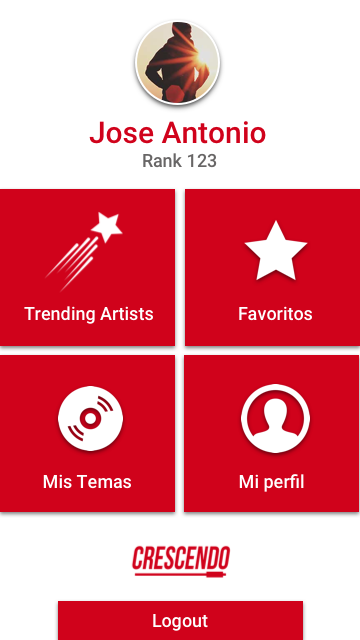 Jose Antonio
Rank 123
Trending Artists
Favoritos
Mis Temas
Mi perfil
CRESCENDO
Logout